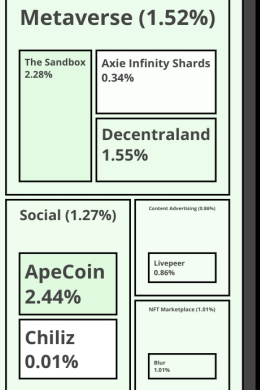 Metaverse (1.52%)
The Sandbox
2.28%
Axie Infinity Shards
0.34%
Decentraland
1.55%
Social (1.27%)
ApeCoin
2.44%
Chiliz
0.01%
Content Advertising (0.86%)
Livepeer
0.86%
NFT Marketplace (1.01%)
Blur
1.01%